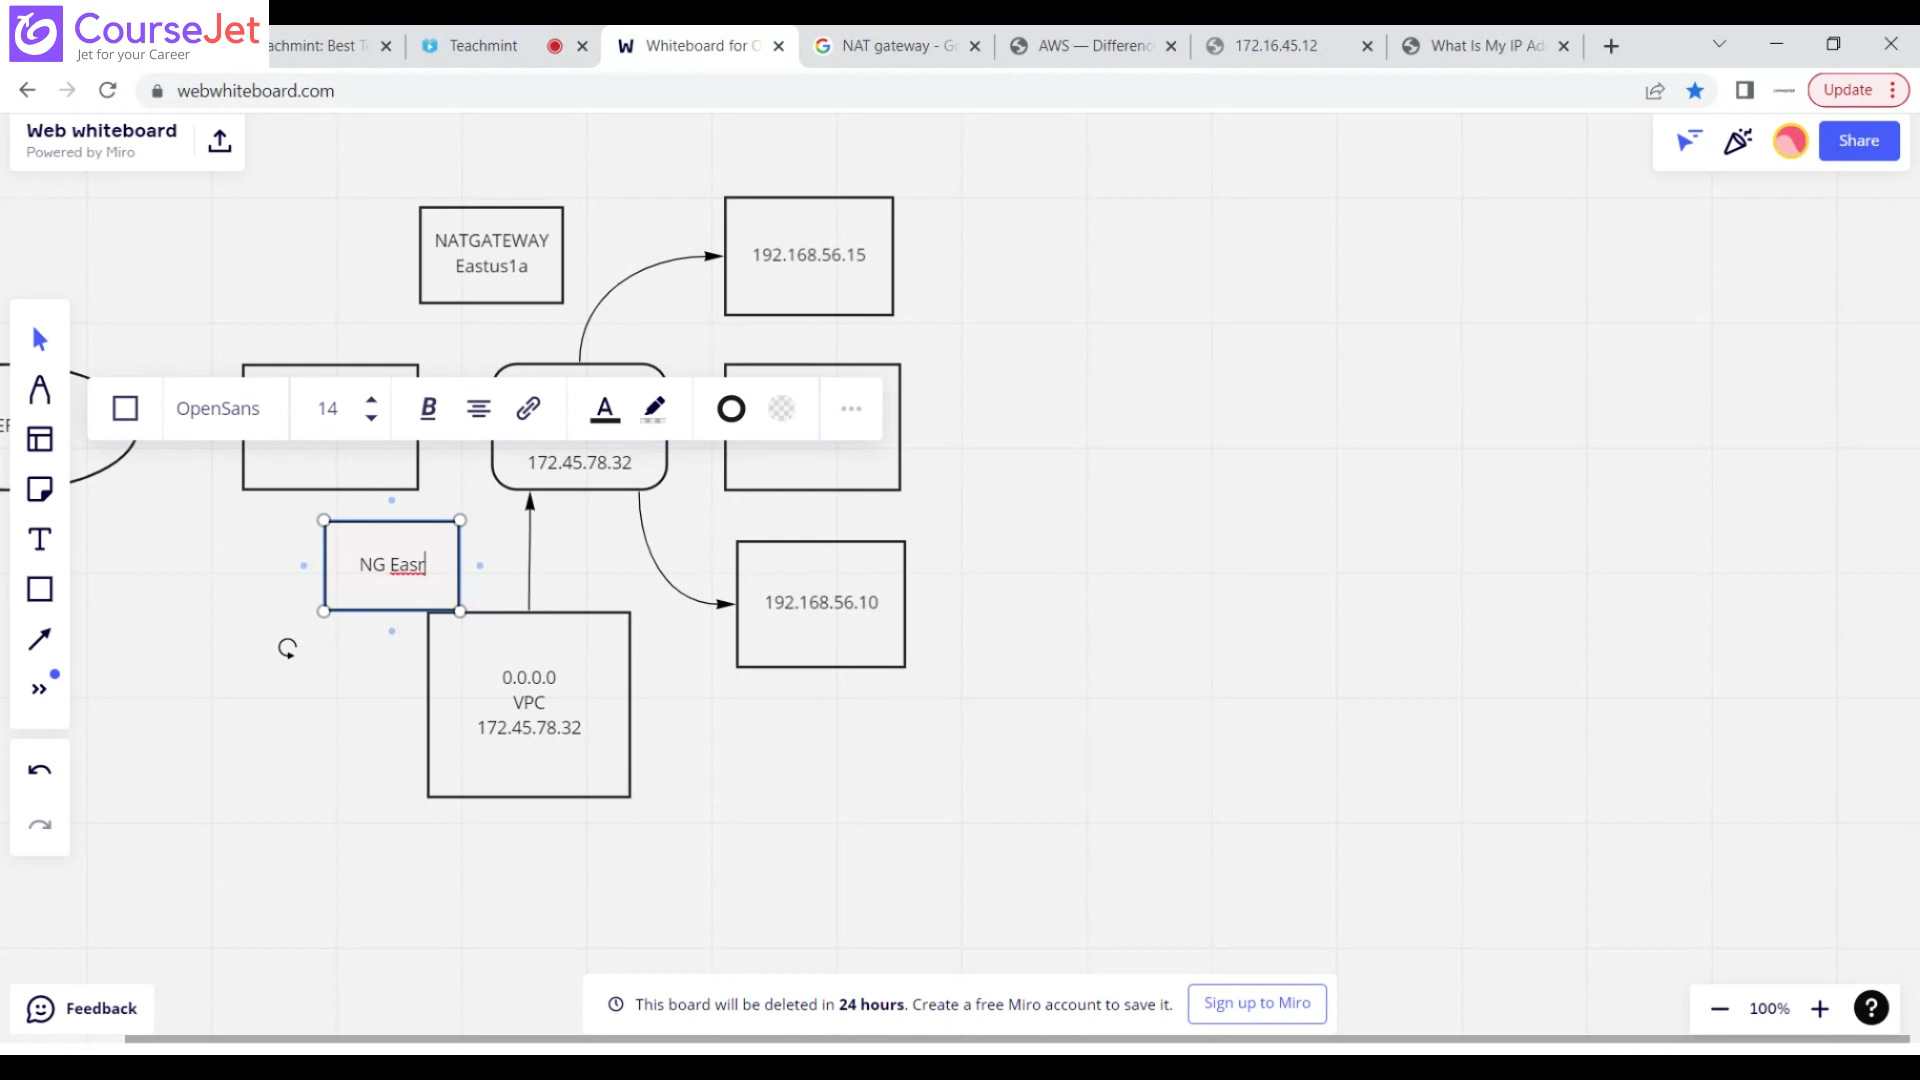 CourseJet
Jet for your Career
achmint: Best T
Teachmint
Whiteboard for O
NAT gateway - Go
AWS — Differenc
172.16.45.12
What Is My IP Ad
webwhiteboard.com
Update
Web whiteboard
Powered by Miro
Share
NATGATEWAY
Eastus1a
192.168.56.15
OpenSans
14
B
A
172.45.78.32
NG Easr
192.168.56.10
0.0.0.0
VPC
172.45.78.32
Feedback
This board will be deleted in 24 hours. Create a free Miro account to save it.
Sign up to Miro
100%
?